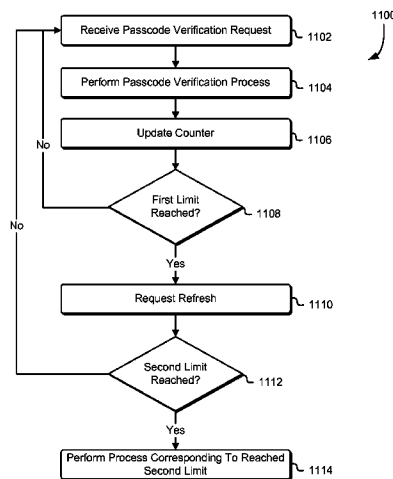 1100
Receive Passcode Verification Request
1102
Perform Passcode Verification Process
1104
Update Counter
1106
No
First Limit
Reached?
1108
No
Yes
Request Refresh
1110
Second Limit
Reached?
1112
Yes
Perform Process Corresponding To Reached
Second Limit
1114